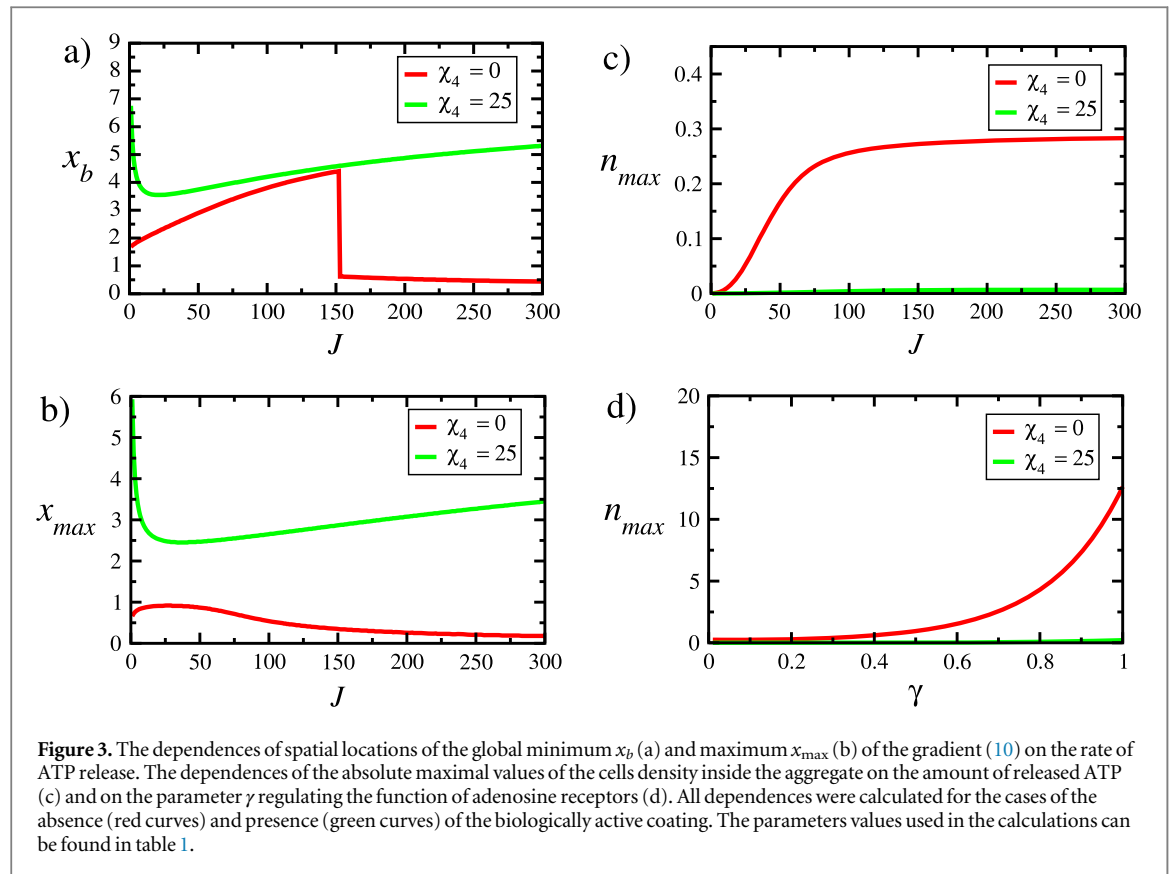 a)
9
8
7
6
5
4
3
2
1
0
x_b
χ₄ = 0
χ₄ = 25
0 50 100 150 200 250 300
J
c)
0.4
0.3
0.2
0.1
0
n_max
χ₄ = 0
χ₄ = 25
0 50 100 150 200 250 300
J
b)
6
5
4
3
2
1
0
x_max
χ₄ = 0
χ₄ = 25
0 50 100 150 200 250 300
J
d)
20
15
10
5
0
n_max
χ₄ = 0
χ₄ = 25
0 0.2 0.4 0.6 0.8 1
γ
Figure 3. The dependences of spatial locations of the global minimum x_b (a) and maximum x_max (b) of the gradient (10) on the rate of
ATP release. The dependences of the absolute maximal values of the cells density inside the aggregate on the amount of released ATP
(c) and on the parameter γ regulating the function of adenosine receptors (d). All dependences were calculated for the cases of the
absence (red curves) and presence (green curves) of the biologically active coating. The parameters values used in the calculations can
be found in table 1.